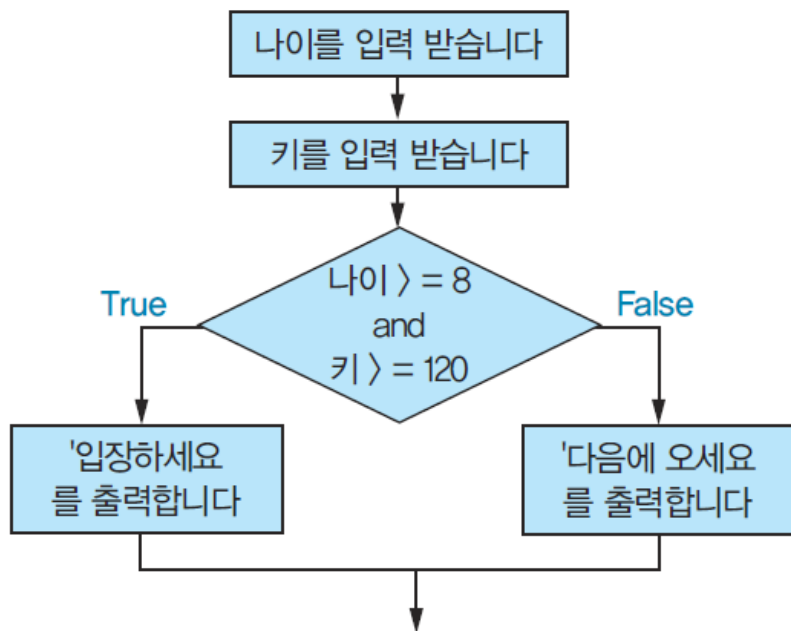 나이를 입력 받습니다
키를 입력 받습니다
나이 〉= 8
and
키 〉= 120
True
False
'입장하세요
를 출력합니다
'다음에 오세요
를 출력합니다